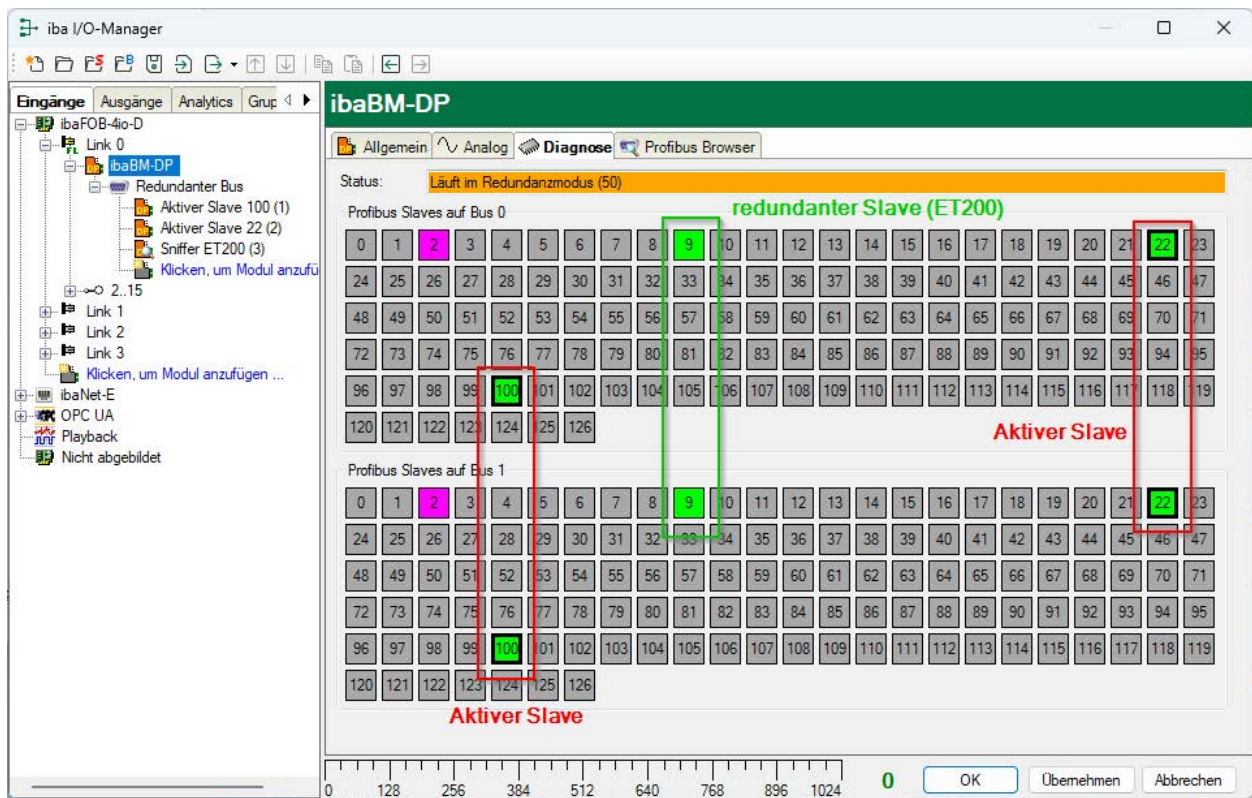 iba I/O-Manager
Eingänge Ausgänge Analytics Grup
ibaFOB-4io-D
Link 0
ibaBM-DP
Redundanter Bus
Aktiver Slave 100 (1)
Aktiver Slave 22 (2)
Sniffer ET200 (3)
Klicken, um Modul anzufü
2..15
Link 1
Link 2
Link 3
Klicken, um Modul anzufügen ...
ibaNet-E
OPC UA
Playback
Nicht abgebildet
ibaBM-DP
Allgemein Analog Diagnose Profibus Browser
Status: Läuft im Redundanzmodus (50)
redundanter Slave (ET200)
Profibus Slaves auf Bus 0
0 1 2 3 4 5 6 7 8 9 10 11 12 13 14 15 16 17 18 19 20 21 22 23
24 25 26 27 28 29 30 31 32 33 34 35 36 37 38 39 40 41 42 43 44 45 46 47
48 49 50 51 52 53 54 55 56 57 58 59 60 61 62 63 64 65 66 67 68 69 70 71
72 73 74 75 76 77 78 79 80 81 82 83 84 85 86 87 88 89 90 91 92 93 94 95
96 97 98 99 100 101 102 103 104 105 106 107 108 109 110 111 112 113 114 115 116 117 118 119
120 121 122 123 124 125 126
Aktiver Slave
Profibus Slaves auf Bus 1
0 1 2 3 4 5 6 7 8 9 10 11 12 13 14 15 16 17 18 19 20 21 22 23
24 25 26 27 28 29 30 31 32 33 34 35 36 37 38 39 40 41 42 43 44 45 46 47
48 49 50 51 52 53 54 55 56 57 58 59 60 61 62 63 64 65 66 67 68 69 70 71
72 73 74 75 76 77 78 79 80 81 82 83 84 85 86 87 88 89 90 91 92 93 94 95
96 97 98 99 100 101 102 103 104 105 106 107 108 109 110 111 112 113 114 115 116 117 118 119
120 121 122 123 124 125 126
Aktiver Slave
0 128 256 384 512 640 768 896 1024
0
OK Übernehmen Abbrechen